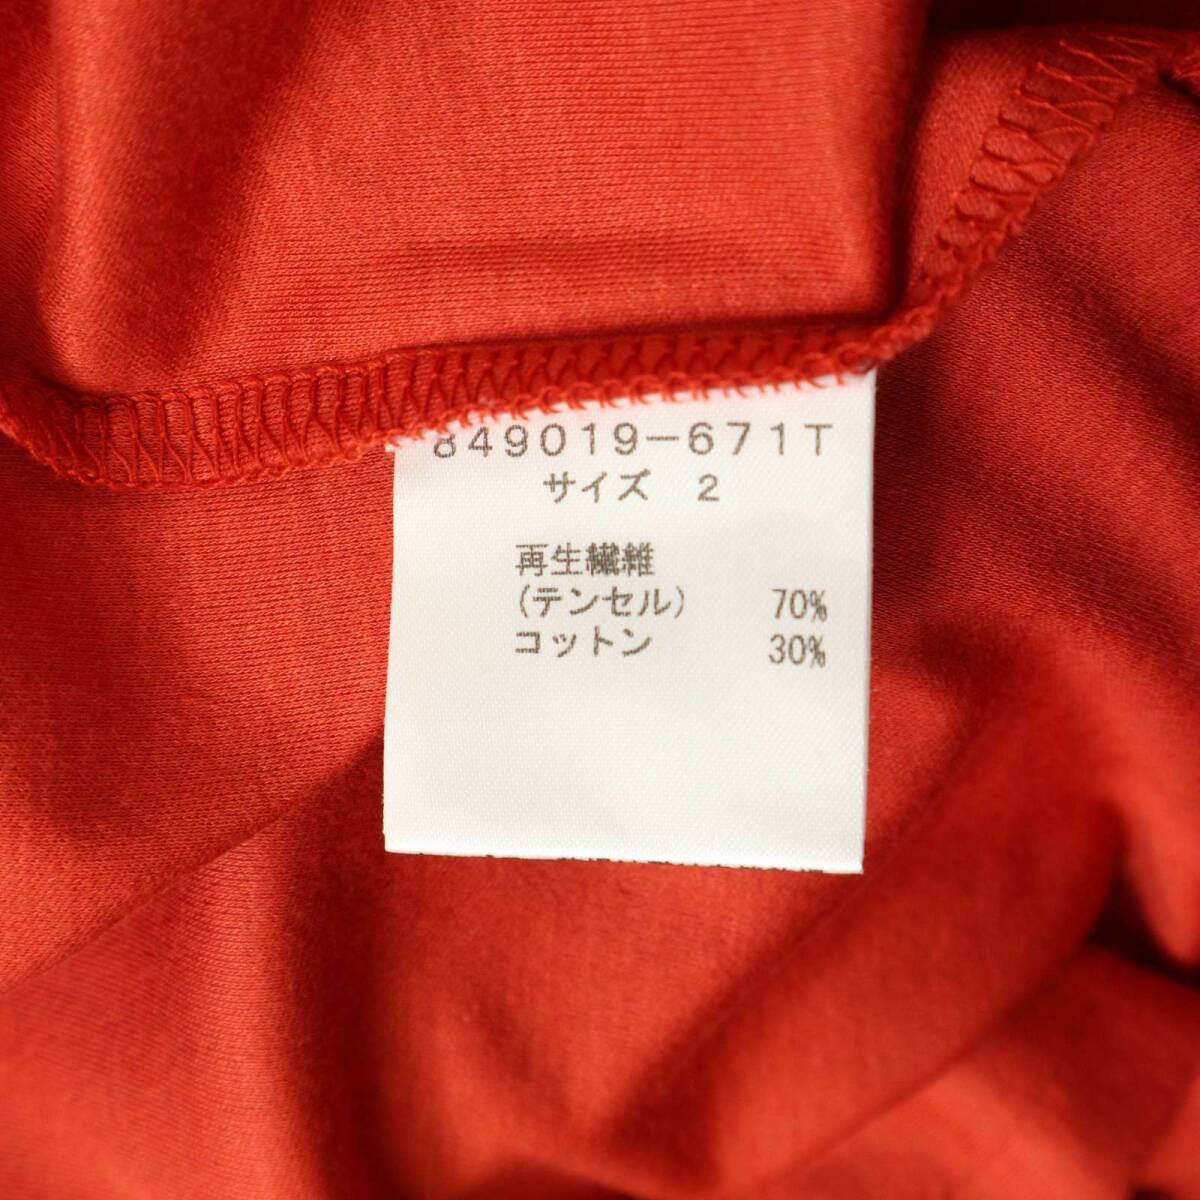 849019-671T
サイズ 2
再生繊維
(テンセル) 70%
コットン 30%